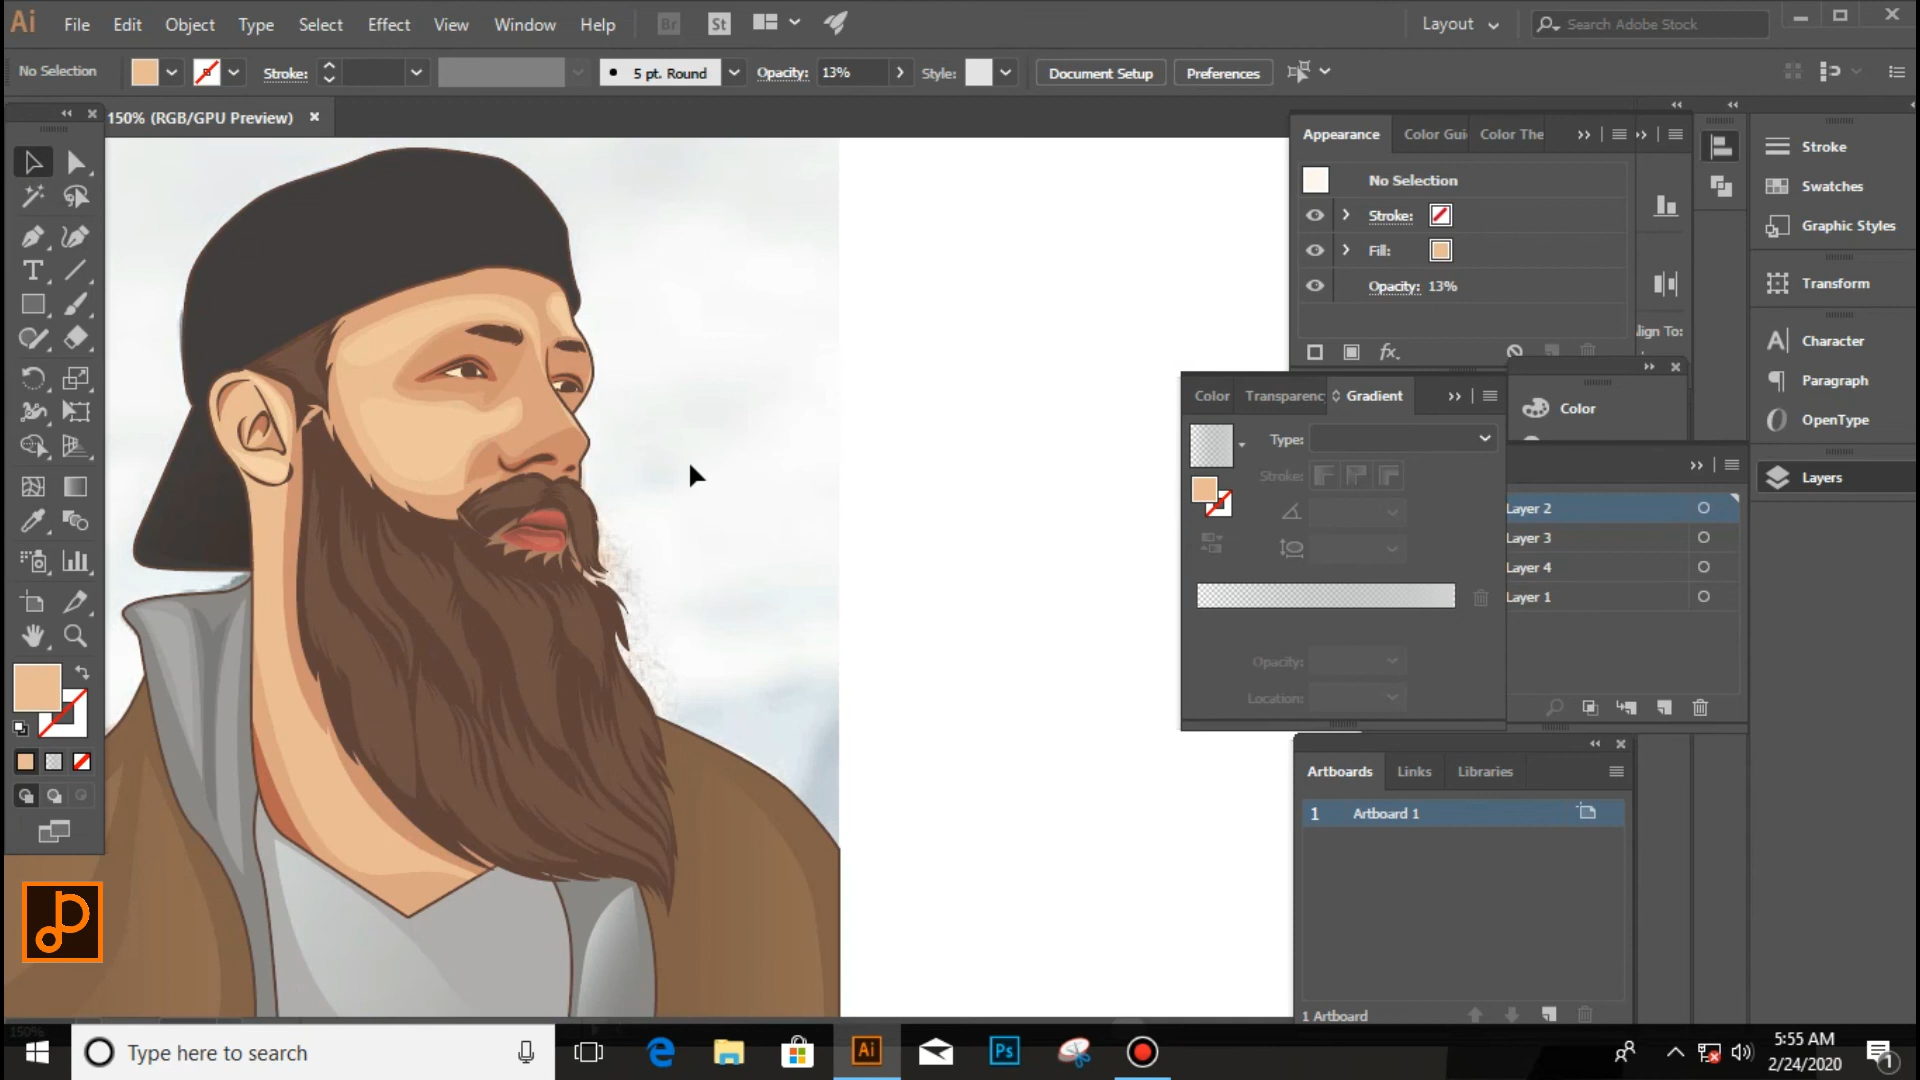 Ai File Edit Object Type Select Effect View Window Help Br St Layout Search Adobe Stock
No Selection Stroke: 5 pt. Round Opacity: 13% Style: Document Setup Preferences
150% (RGB/GPU Preview)
Appearance Color Gui Color The
No Selection
Stroke:
Fill:
Opacity: 13%
fx
lign To:
Stroke
Swatches
Graphic Styles
Transform
Character
Paragraph
OpenType
Layers
Color Transparenc Gradient
Type:
Stroke:
Opacity:
Location:
Color
Layer 2
Layer 3
Layer 4
Layer 1
Artboards Links Libraries
1 Artboard 1
1 Artboard
150%
Type here to search
Ai
Ps
5:55 AM
2/24/2020
1